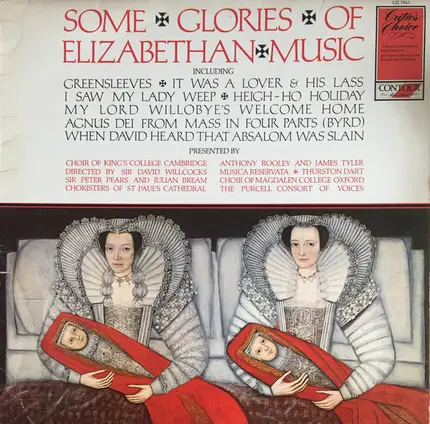 CC 7561
SOME ✠ GLORIES ✠ OF
ELIZABETHAN ✠ MUSIC
Critic's
Choice
INCLUDING
GREENSLEEVES ✠ IT WAS A LOVER & HIS LASS
I SAW MY LADY WEEP ✠ HEIGH-HO HOLIDAY
MY LORD WILLOBYE'S WELCOME HOME
AGNUS DEI FROM MASS IN FOUR PARTS (BYRD)
WHEN DAVID HEARD THAT ABSALOM WAS SLAIN
CONTOUR
PRESENTED BY
CHOIR OF KING'S COLLEGE CAMBRIDGE
DIRECTED BY SIR DAVID WILLCOCKS
SIR PETER PEARS AND JULIAN BREAM
CHORISTERS OF ST PAUL'S CATHEDRAL
ANTHONY ROOLEY AND JAMES TYLER
MUSICA RESERVATA ✠ THURSTON DART
CHOIR OF MAGDALEN COLLEGE OXFORD
THE PURCELL CONSORT OF VOICES